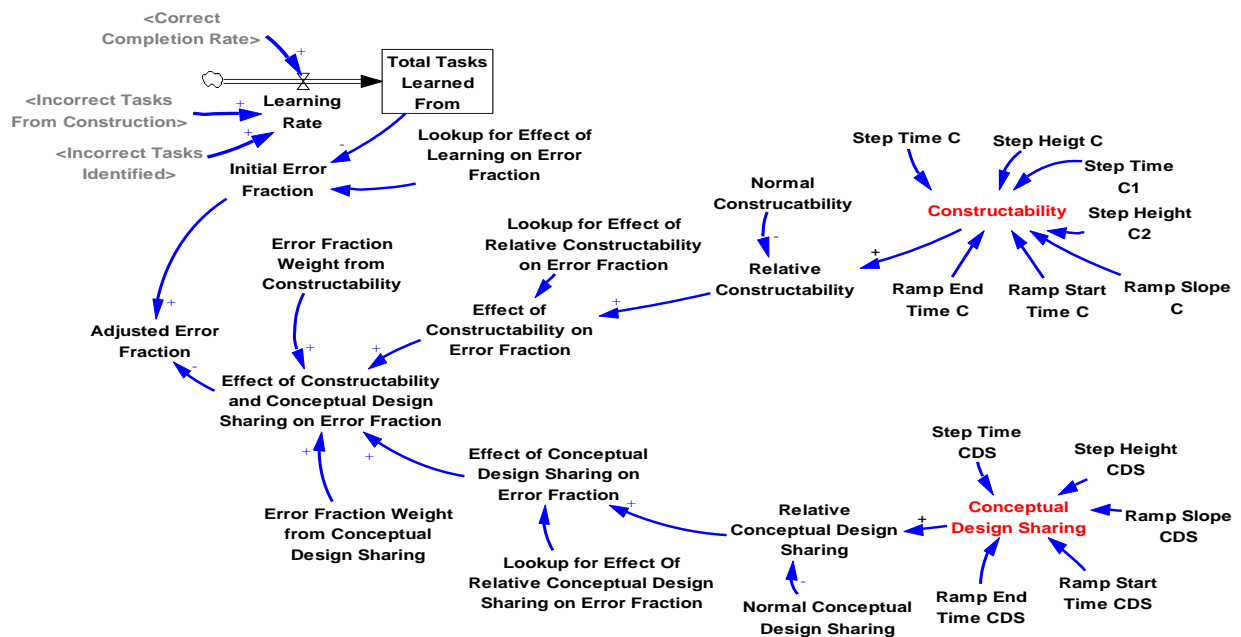 <Correct
Completion Rate>
+
Total Tasks
Learned
From
Learning
Rate
+
<Incorrect Tasks
From Construction>
+
<Incorrect Tasks
Identified>
-
Initial Error
Fraction
Lookup for Effect of
Learning on Error
Fraction
Step Time C
Step Heigt C
Step Time
C1
Normal
Construcatbility
Constructability
Step Height
C2
Lookup for Effect of
Relative Constructability
on Error Fraction
Error Fraction
Weight from
Constructability
-
+
Relative
Constructability
Ramp End
Time C
Ramp Start
Time C
Ramp Slope
C
+
+
Effect of
Constructability on
Error Fraction
Adjusted Error
Fraction
+
+
-
Effect of Constructability
and Conceptual Design
Sharing on Error Fraction
+
+
Step Time
CDS
Step Height
CDS
Effect of Conceptual
Design Sharing on
Error Fraction
Conceptual
Design Sharing
Ramp Slope
CDS
+
+
Relative
Conceptual Design
Sharing
Error Fraction Weight
from Conceptual
Design Sharing
Lookup for Effect Of
Relative Conceptual Design
Sharing on Error Fraction
-
Normal Conceptual
Design Sharing
Ramp End
Time CDS
Ramp Start
Time CDS